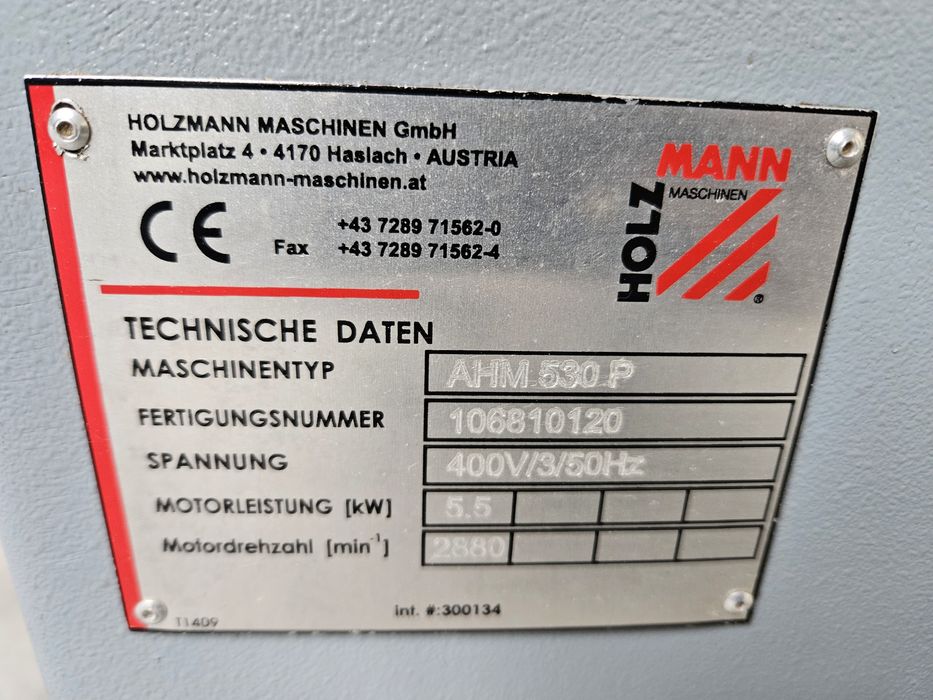 HOLZMANN MASCHINEN GmbH
Marktplatz 4 • 4170 Haslach • AUSTRIA
www.holzmann-maschinen.at
CE
+43 7289 71562-0
Fax +43 7289 71562-4
HOLZ
MANN
MASCHINEN
®
TECHNISCHE DATEN
MASCHINENTYP AHM 530 P
FERTIGUNGSNUMMER 106810120
SPANNUNG 400V/3/50Hz
MOTORLEISTUNG [kW] 5.5
Motordrehzahl [min⁻¹] 2880
int. #:300134
11409